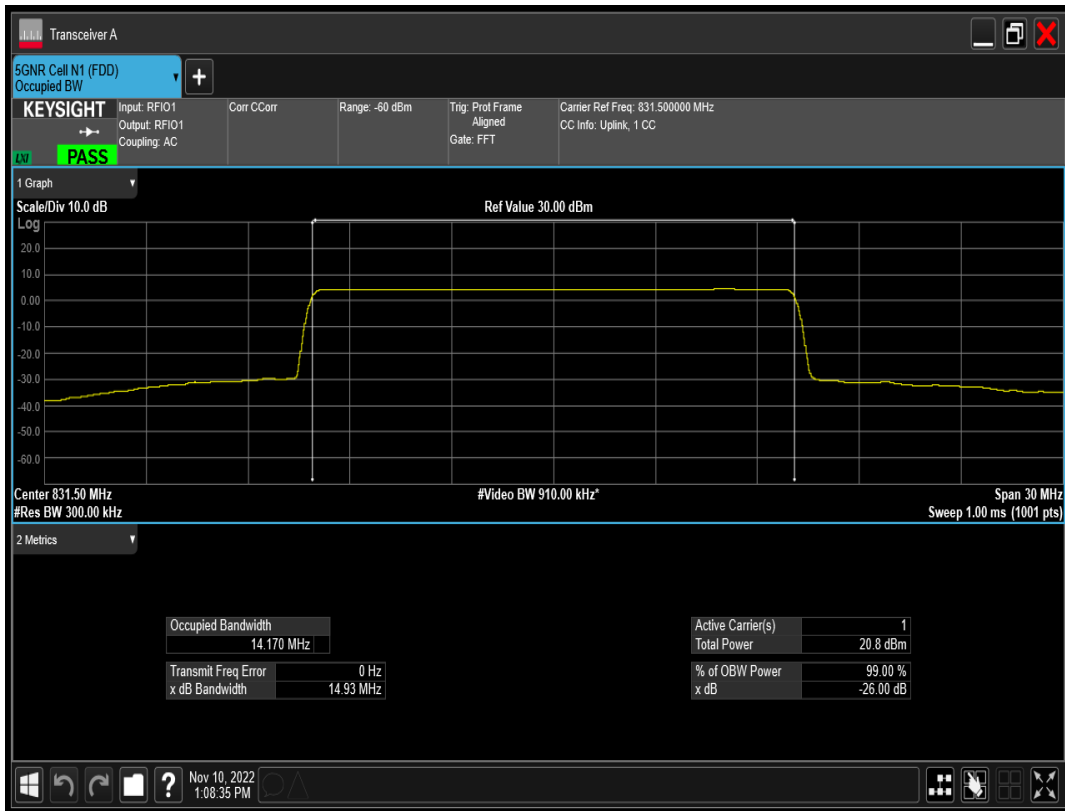 Transceiver A
5GNR Cell N1 (FDD)
Occupied BW
+
KEYSIGHT
LXI
PASS
Input: RFIO1
Output: RFIO1
Coupling: AC
Corr CCorr
Range: -60 dBm
Trig: Prot Frame
Aligned
Gate: FFT
Carrier Ref Freq: 831.500000 MHz
CC Info: Uplink, 1 CC
1 Graph
Scale/Div 10.0 dB
Ref Value 30.00 dBm
Log
20.0
10.0
0.00
-10.0
-20.0
-30.0
-40.0
-50.0
-60.0
Center 831.50 MHz
#Video BW 910.00 kHz*
Span 30 MHz
#Res BW 300.00 kHz
Sweep 1.00 ms (1001 pts)
2 Metrics
Occupied Bandwidth
14.170 MHz
Transmit Freq Error 0 Hz
x dB Bandwidth 14.93 MHz
Active Carrier(s) 1
Total Power 20.8 dBm
% of OBW Power 99.00 %
x dB -26.00 dB
?
Nov 10, 2022
1:08:35 PM